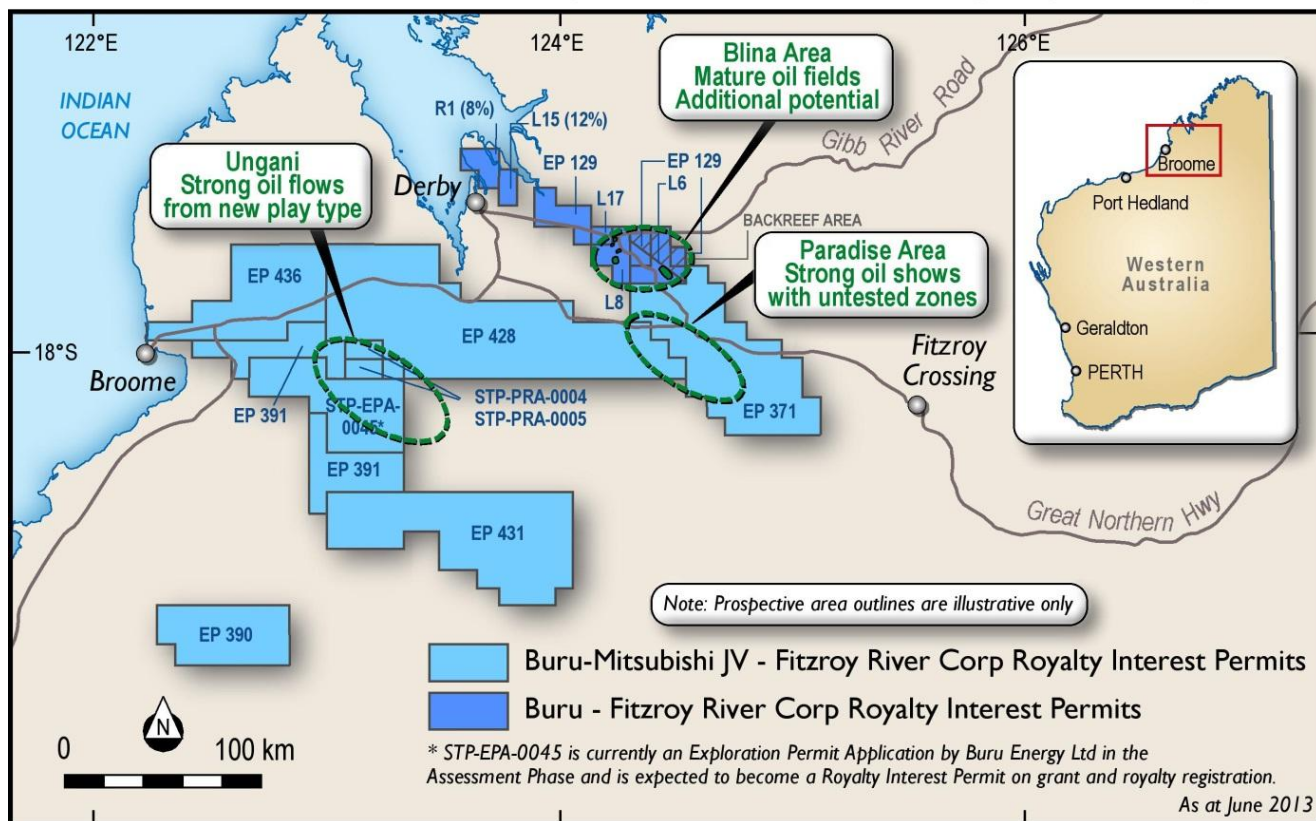 122°E
124°E
126°E
INDIAN
OCEAN
Blina Area
Mature oil fields
Additional potential
Gibb River Road
R1 (8%)
L15 (12%)
EP 129
EP 129
L6
L17
BACKREEF AREA
Ungani
Strong oil flows
from new play type
Derby
Paradise Area
Strong oil shows
with untested zones
EP 436
L8
EP 428
18°S
Broome
Fitzroy
Crossing
EP 391
STP-PRA-0004
STP-PRA-0005
STP-EPA-
0045*
EP 371
EP 391
EP 431
Great Northern Hwy
EP 390
Broome
Port Hedland
Western
Australia
Geraldton
PERTH
Note: Prospective area outlines are illustrative only
Buru-Mitsubishi JV - Fitzroy River Corp Royalty Interest Permits
Buru - Fitzroy River Corp Royalty Interest Permits
N
0 100 km
* STP-EPA-0045 is currently an Exploration Permit Application by Buru Energy Ltd in the
Assessment Phase and is expected to become a Royalty Interest Permit on grant and royalty registration.
As at June 2013